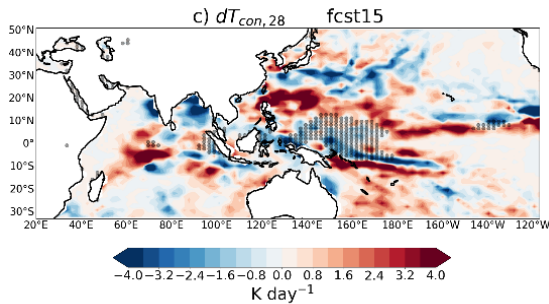 c) dT_con, 28 fcst15
50°N
40°N
30°N
20°N
10°N
0°
10°S
20°S
30°S
20°E 40°E 60°E 80°E 100°E 120°E 140°E 160°E 180°E 160°W 140°W 120°W
−4.0 −3.2 −2.4 −1.6 −0.8 0.0 0.8 1.6 2.4 3.2 4.0
K day⁻¹